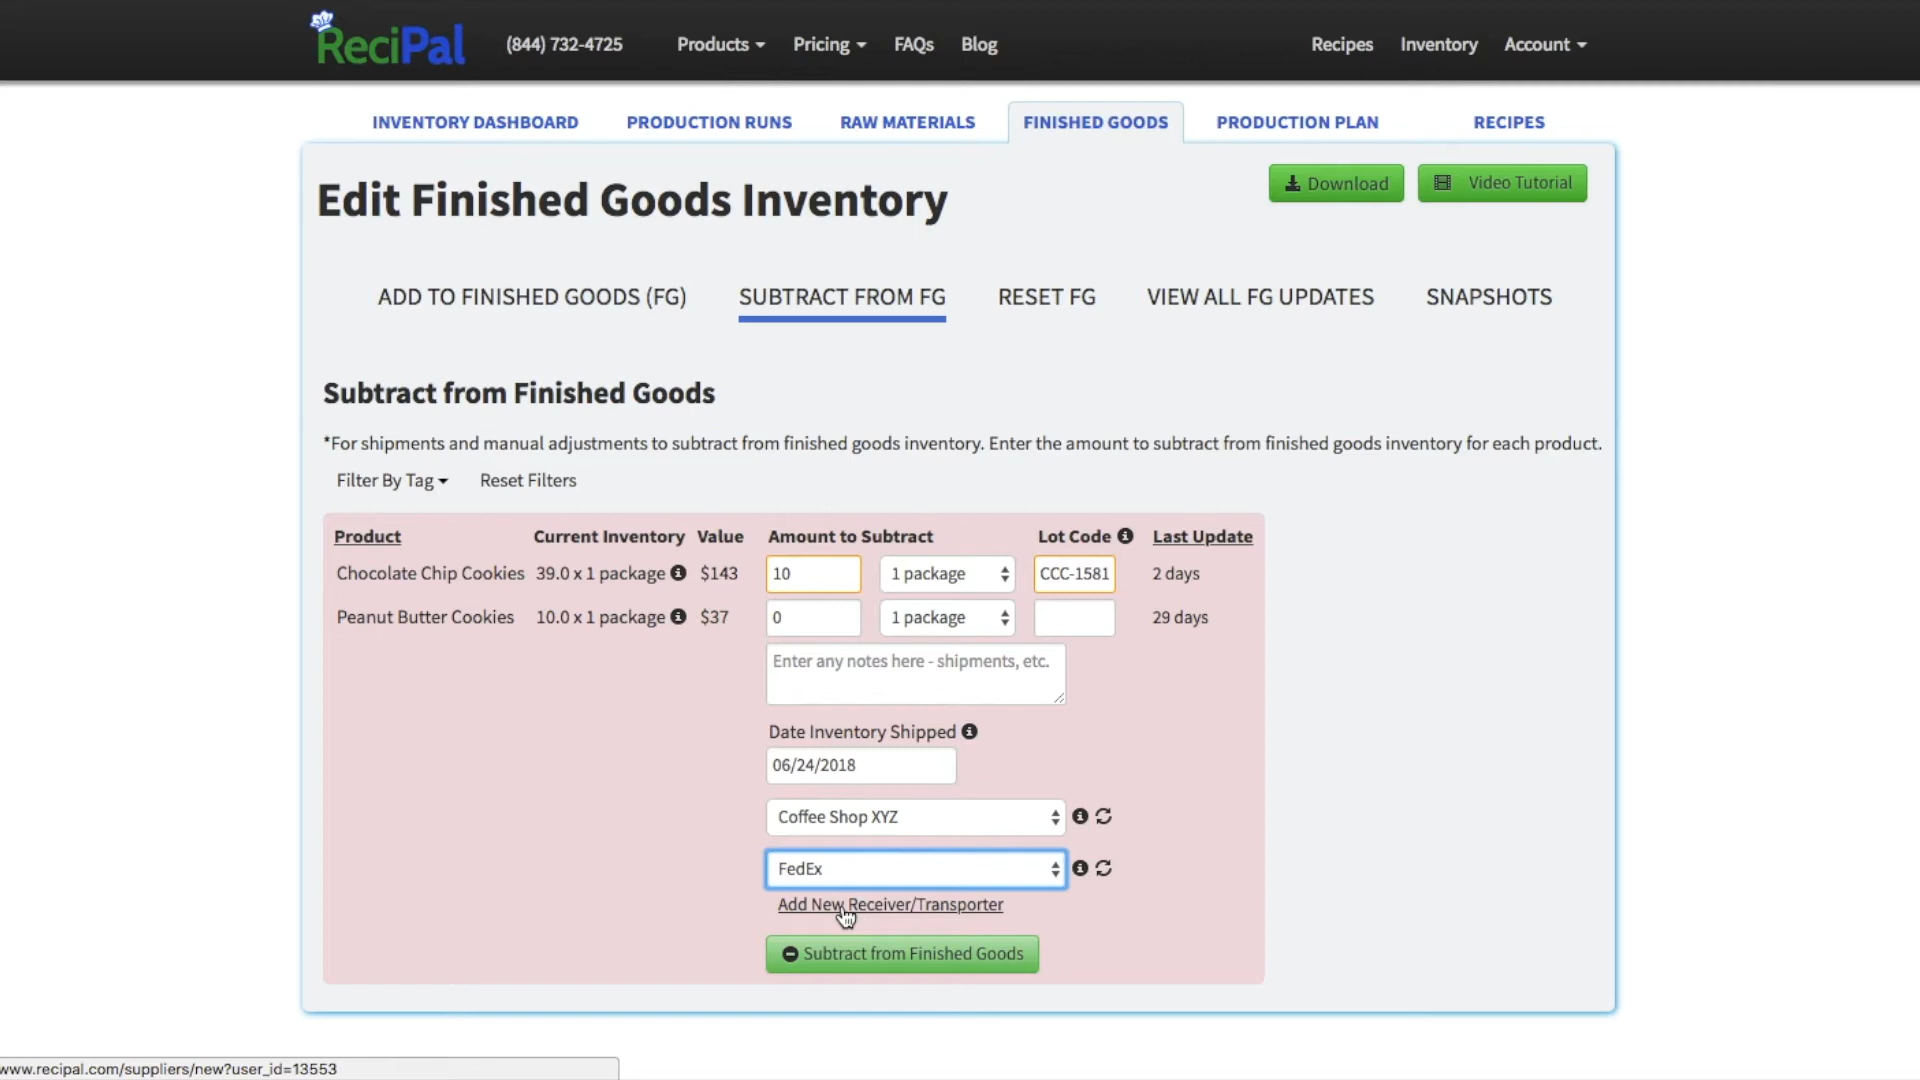 ReciPal (844) 732-4725 Products Pricing FAQs Blog Recipes Inventory Account
INVENTORY DASHBOARD PRODUCTION RUNS RAW MATERIALS FINISHED GOODS PRODUCTION PLAN RECIPES
Edit Finished Goods Inventory Download Video Tutorial
ADD TO FINISHED GOODS (FG) SUBTRACT FROM FG RESET FG VIEW ALL FG UPDATES SNAPSHOTS
Subtract from Finished Goods
*For shipments and manual adjustments to subtract from finished goods inventory. Enter the amount to subtract from finished goods inventory for each product.
Filter By Tag Reset Filters
Product Current Inventory Value Amount to Subtract Lot Code Last Update
Chocolate Chip Cookies 39.0 x 1 package $143 10 1 package CCC-1581 2 days
Peanut Butter Cookies 10.0 x 1 package $37 0 1 package 29 days
Enter any notes here - shipments, etc.
Date Inventory Shipped
06/24/2018
Coffee Shop XYZ
FedEx
Add New Receiver/Transporter
Subtract from Finished Goods
www.recipal.com/suppliers/new?user_id=13553